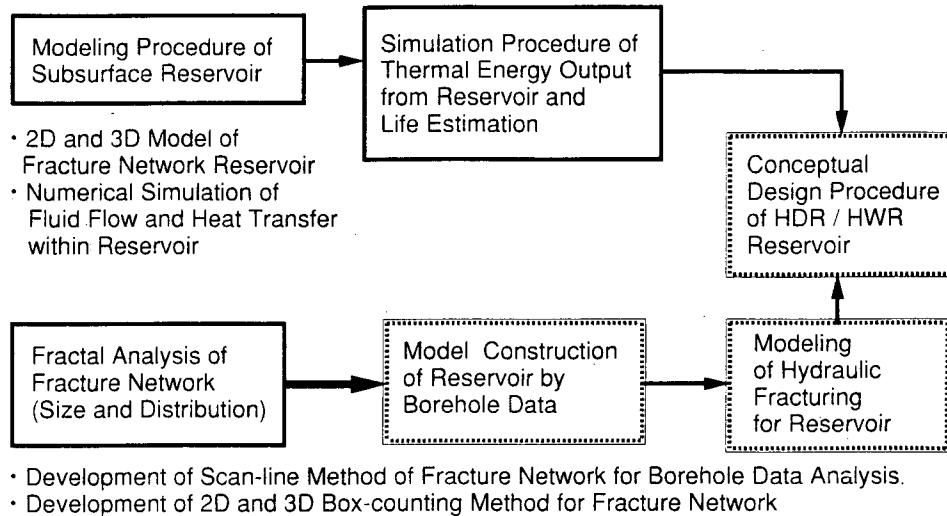 Modeling Procedure of
Subsurface Reservoir
Simulation Procedure of
Thermal Energy Output
from Reservoir and
Life Estimation
· 2D and 3D Model of
Fracture Network Reservoir
· Numerical Simulation of
Fluid Flow and Heat Transfer
within Reservoir
Conceptual
Design Procedure
of HDR / HWR
Reservoir
Fractal Analysis of
Fracture Network
(Size and Distribution)
Model Construction
of Reservoir by
Borehole Data
Modeling
of Hydraulic
Fracturing
for Reservoir
· Development of Scan-line Method of Fracture Network for Borehole Data Analysis.
· Development of 2D and 3D Box-counting Method for Fracture Network